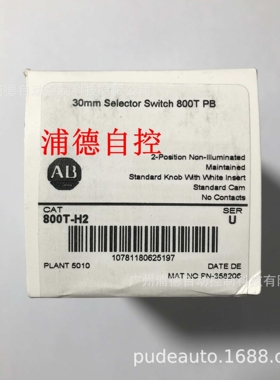 30mm Selector Switch 800T PB
浦德自控
2-Position Non-Illuminated
Maintained
Standard Knob With White Insert
Standard Cam
No Contacts
AB
CAT
800T-H2
SER
U
10781180625197
PLANT 5010
DATE DE
MAT NO PN-358206
pudeauto.1688.com